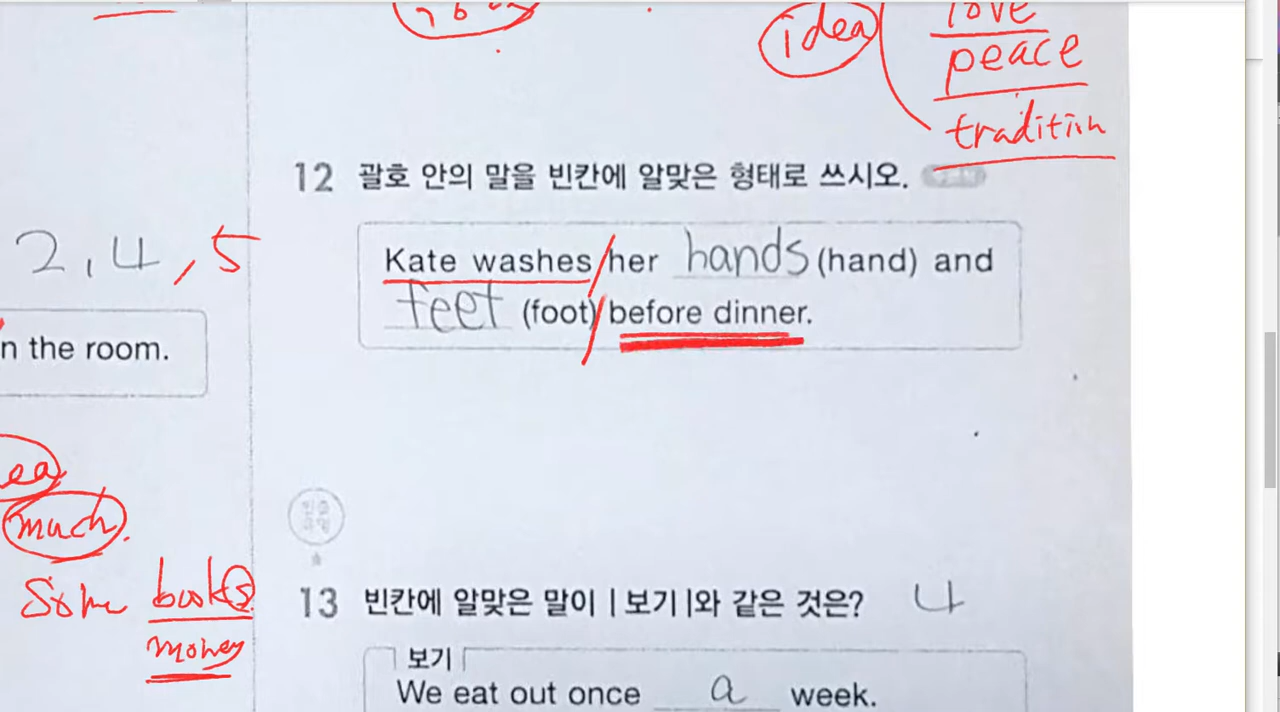 idea
love
peace
tradition
12 괄호 안의 말을 빈칸에 알맞은 형태로 쓰시오.
2, 4, 5
Kate washes/her hands (hand) and
feet (foot)/before dinner.
n the room.
ea
much.
Some books
money
13 빈칸에 알맞은 말이 |보기|와 같은 것은? 4
보기
We eat out once a week.